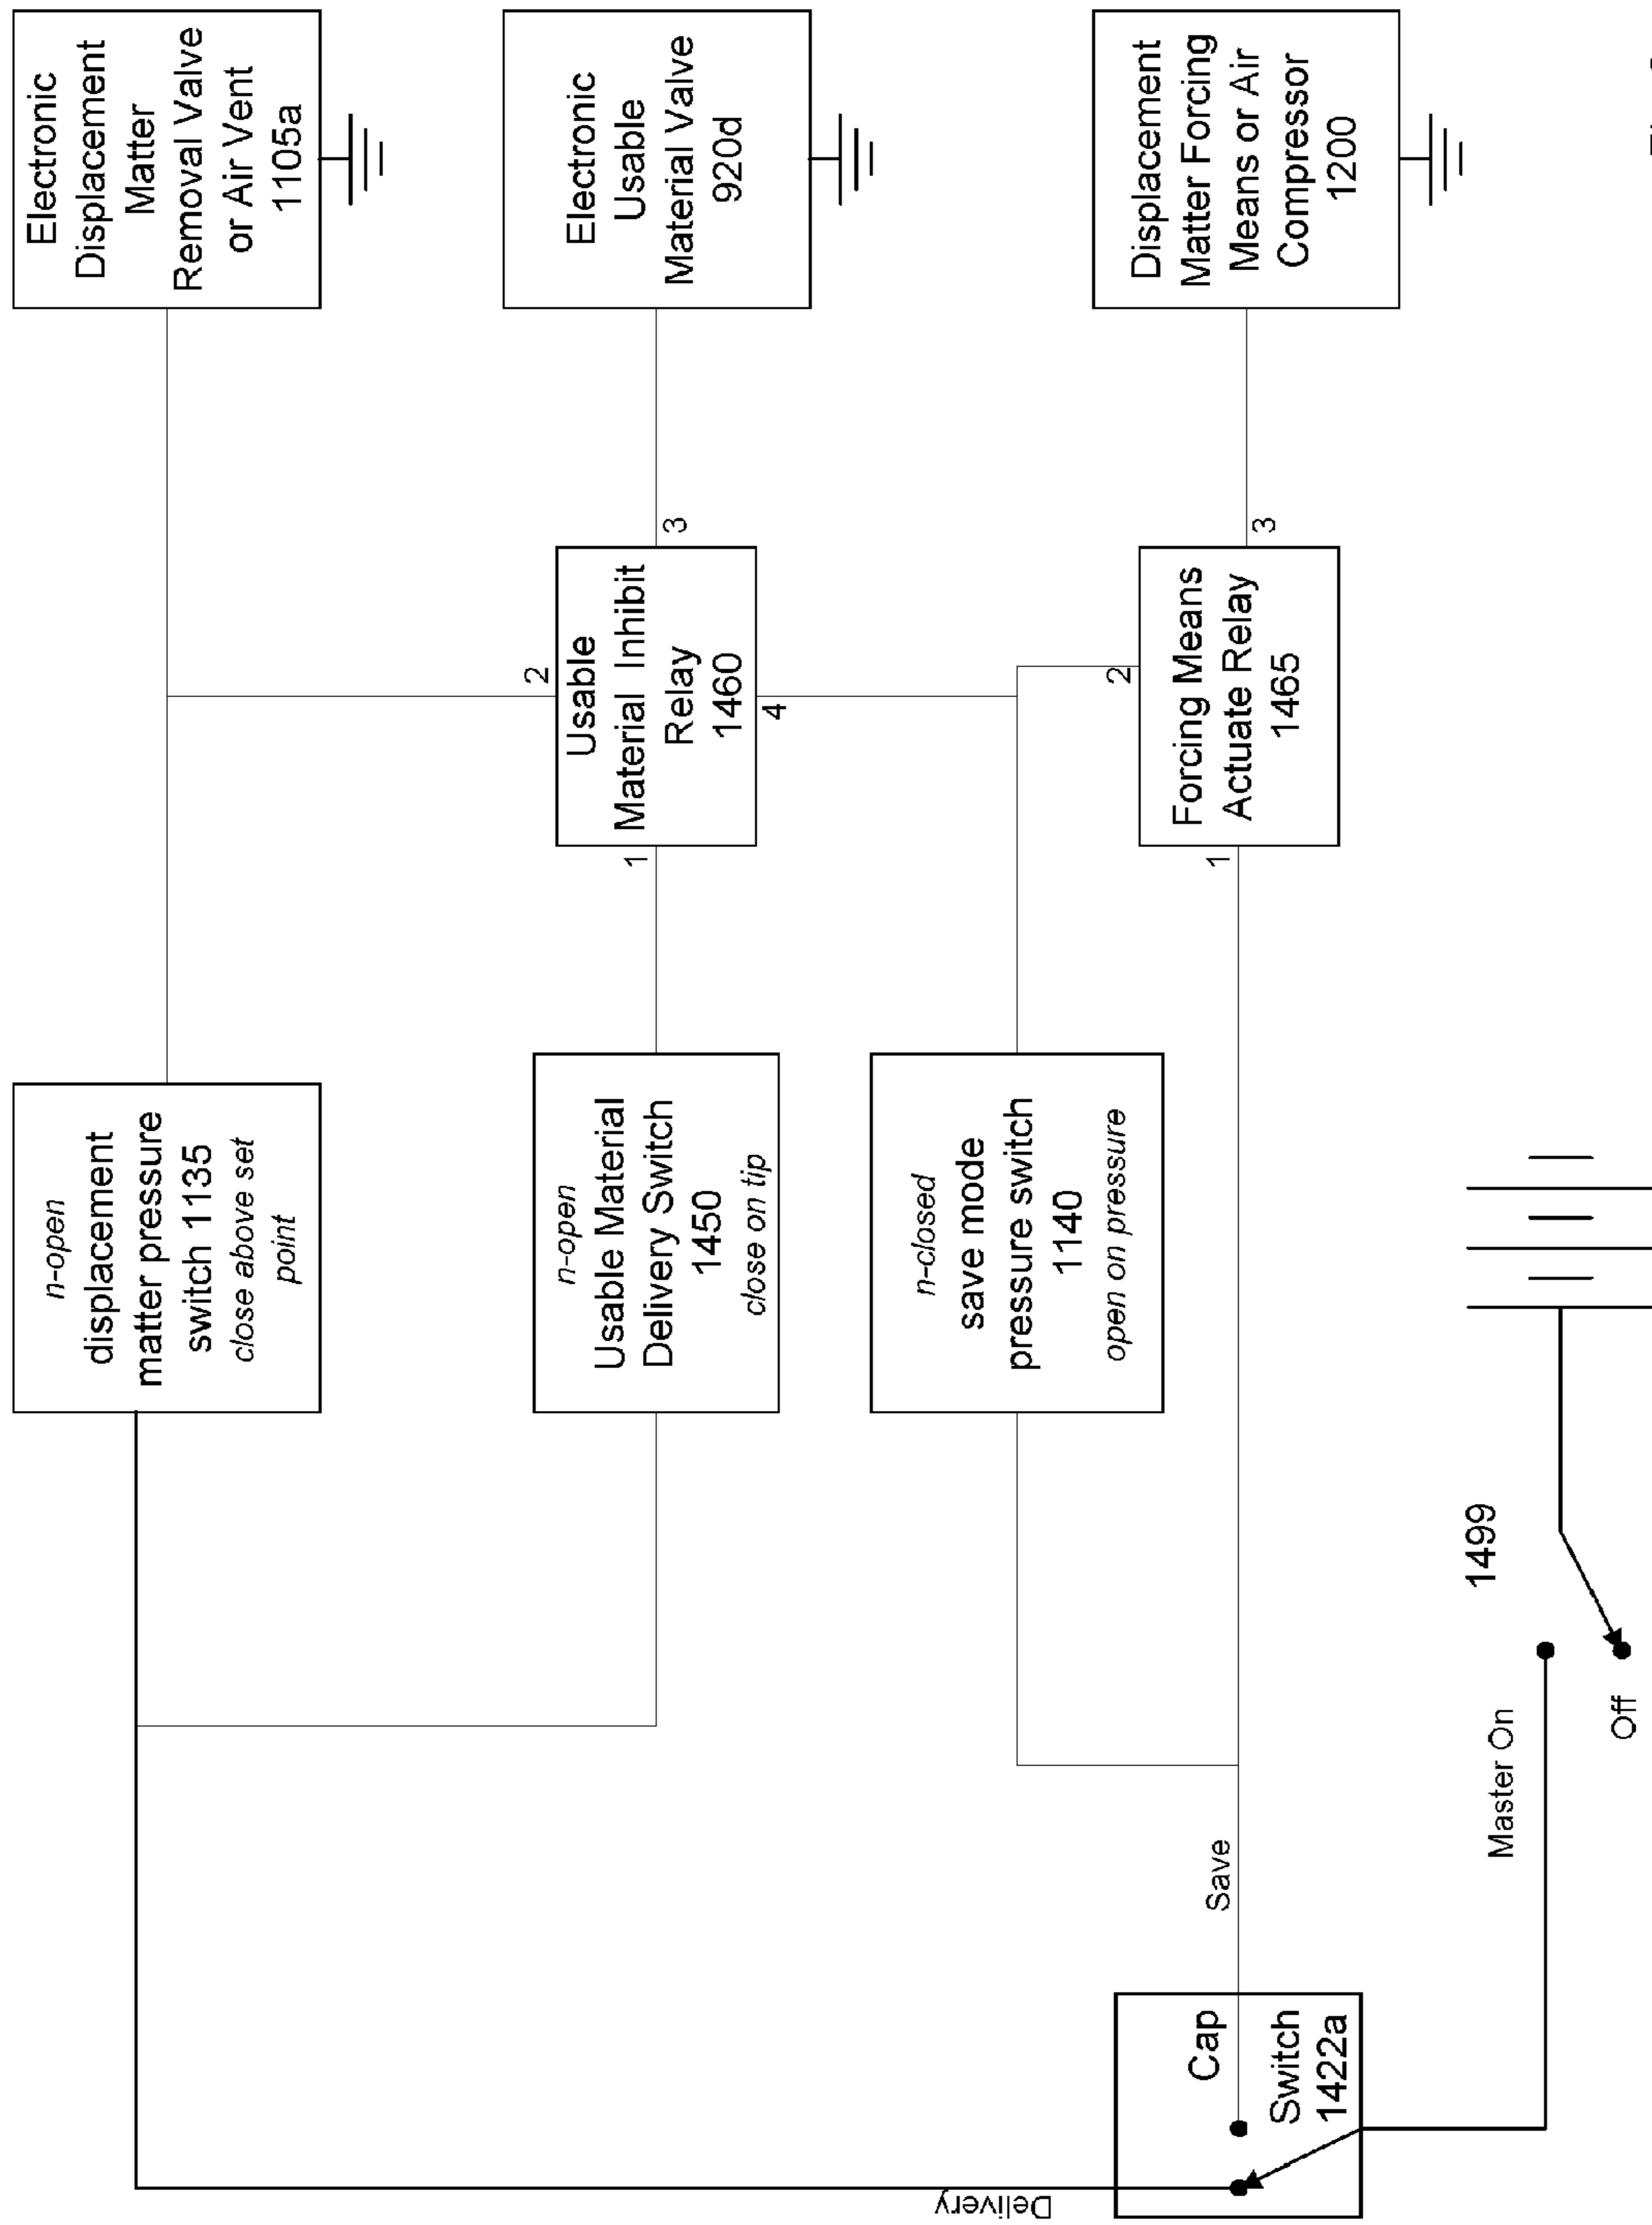 n-open
displacement
matter pressure
switch 1135
close above set
point
Electronic
Displacement
Matter
Removal Valve
or Air Vent
1105a
n-open
Usable Material
Delivery Switch
1450
close on tip
1
2
3
4
Usable
Material Inhibit
Relay
1460
Electronic
Usable
Material Valve
920d
n-closed
save mode
pressure switch
1140
open on pressure
Delivery
Cap
Switch
1422a
Save
1
2
3
Forcing Means
Actuate Relay
1465
Displacement
Matter Forcing
Means or Air
Compressor
1200
Master On
1499
Off